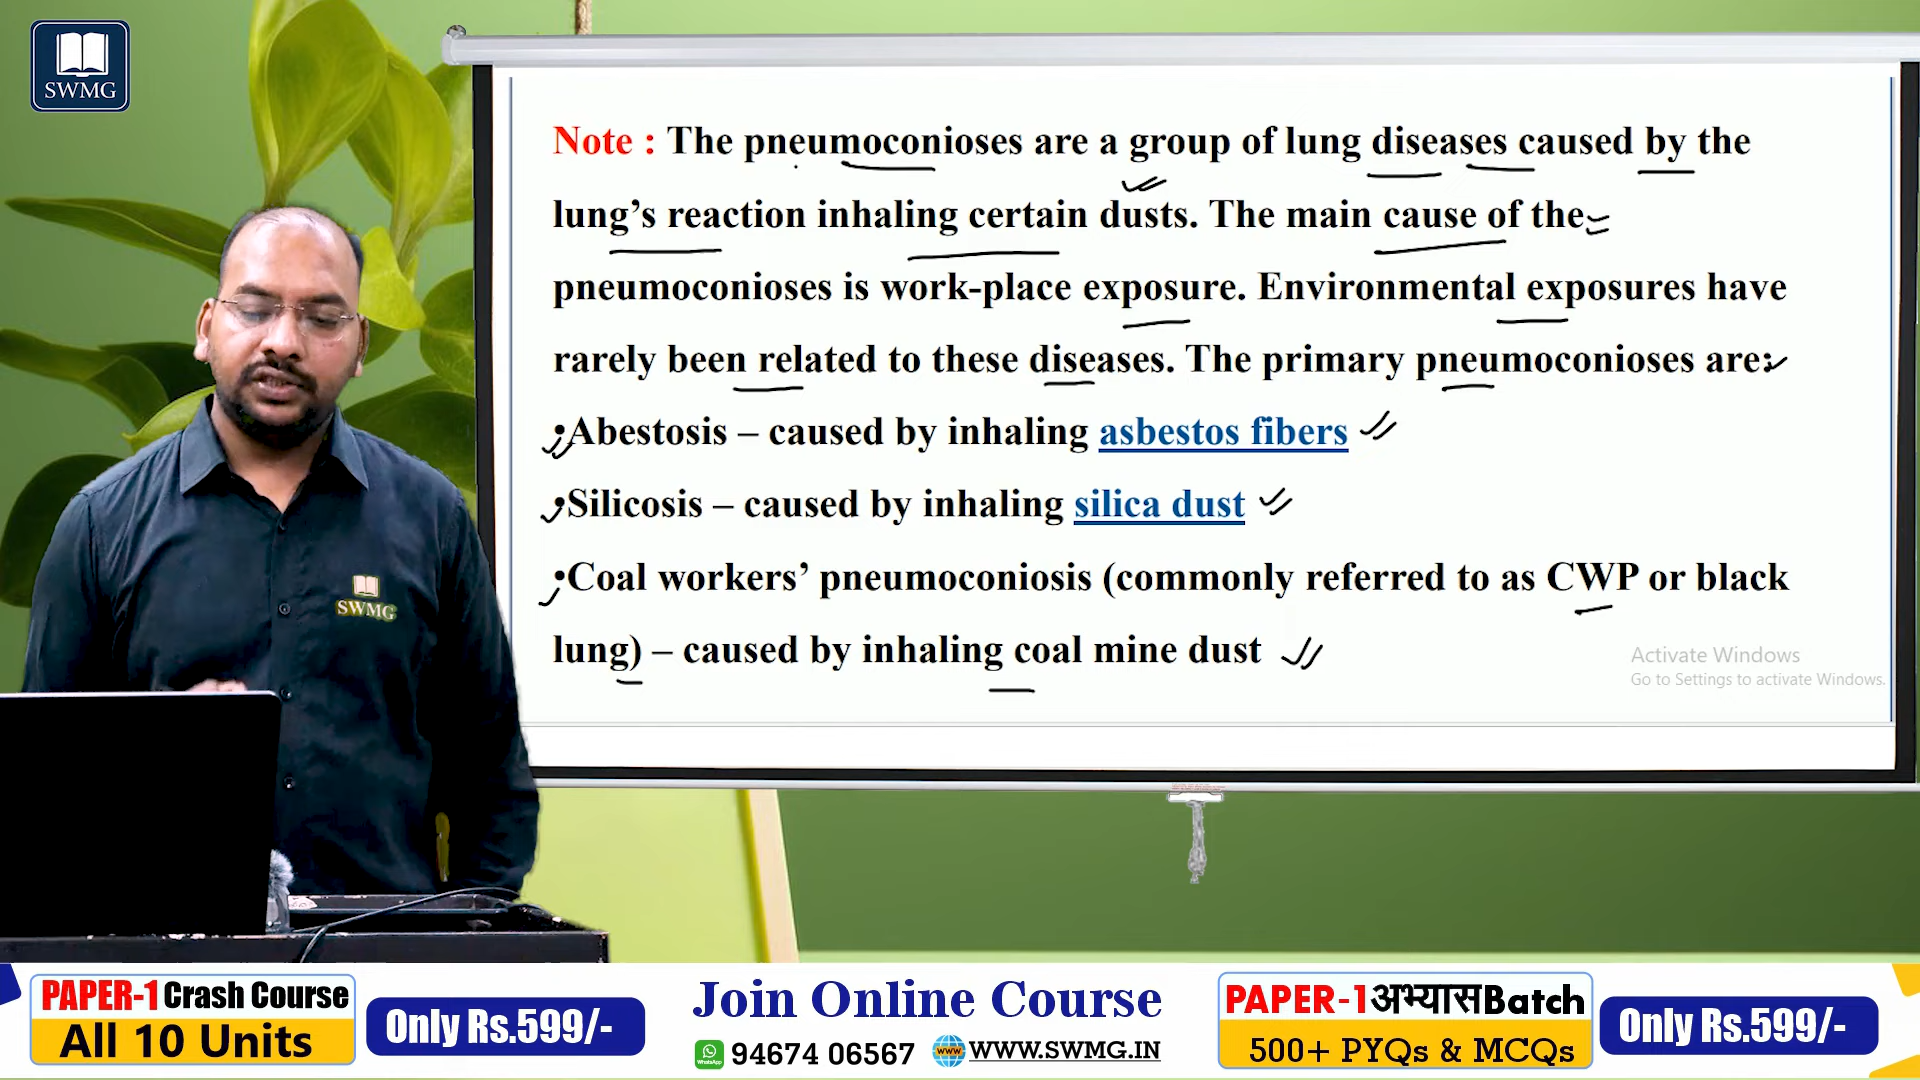 SWMG
Note : The pneumoconioses are a group of lung diseases caused by the
lung’s reaction inhaling certain dusts. The main cause of the
pneumoconioses is work-place exposure. Environmental exposures have
rarely been related to these diseases. The primary pneumoconioses are:
•Abestosis – caused by inhaling asbestos fibers
•Silicosis – caused by inhaling silica dust
•Coal workers’ pneumoconiosis (commonly referred to as CWP or black
lung) – caused by inhaling coal mine dust
SWMG
Activate Windows
Go to Settings to activate Windows.
PAPER-1 Crash Course
All 10 Units
Only Rs.599/-
Join Online Course
94674 06567 www.SWMG.IN
PAPER-1 अभ्यास Batch
500+ PYQs & MCQs
Only Rs.599/-